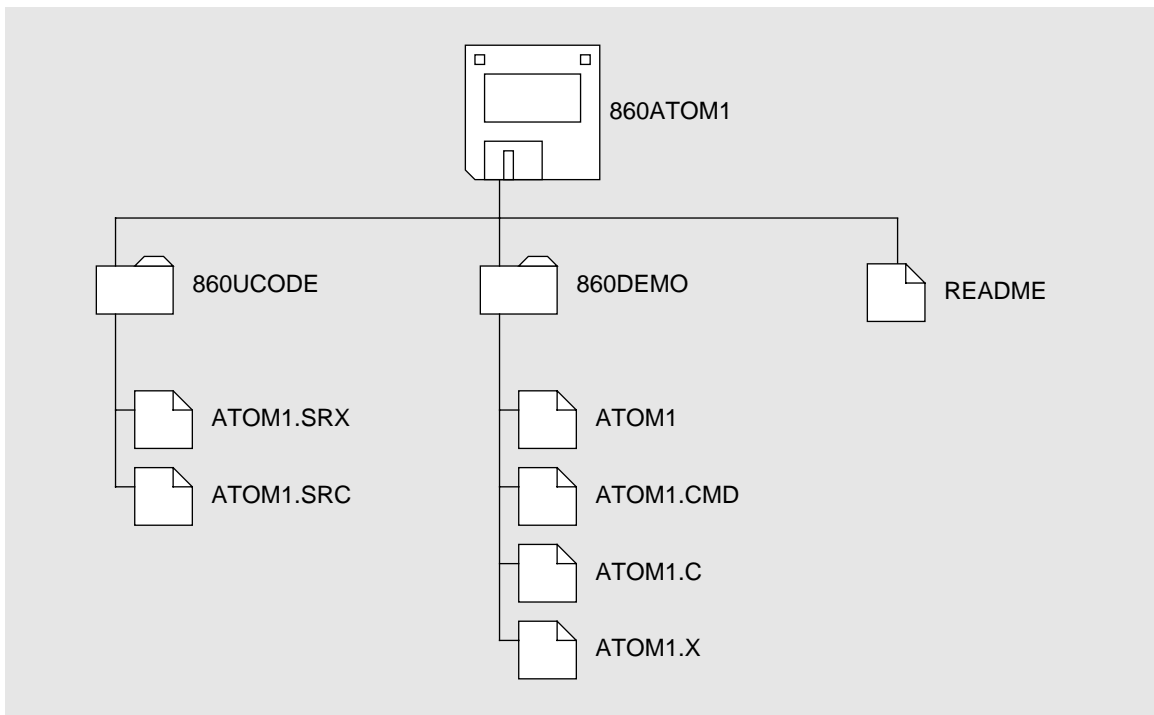 860ATOM1
860UCODE
860DEMO
README
ATOM1.SRX
ATOM1
ATOM1.SRC
ATOM1.CMD
ATOM1.C
ATOM1.X